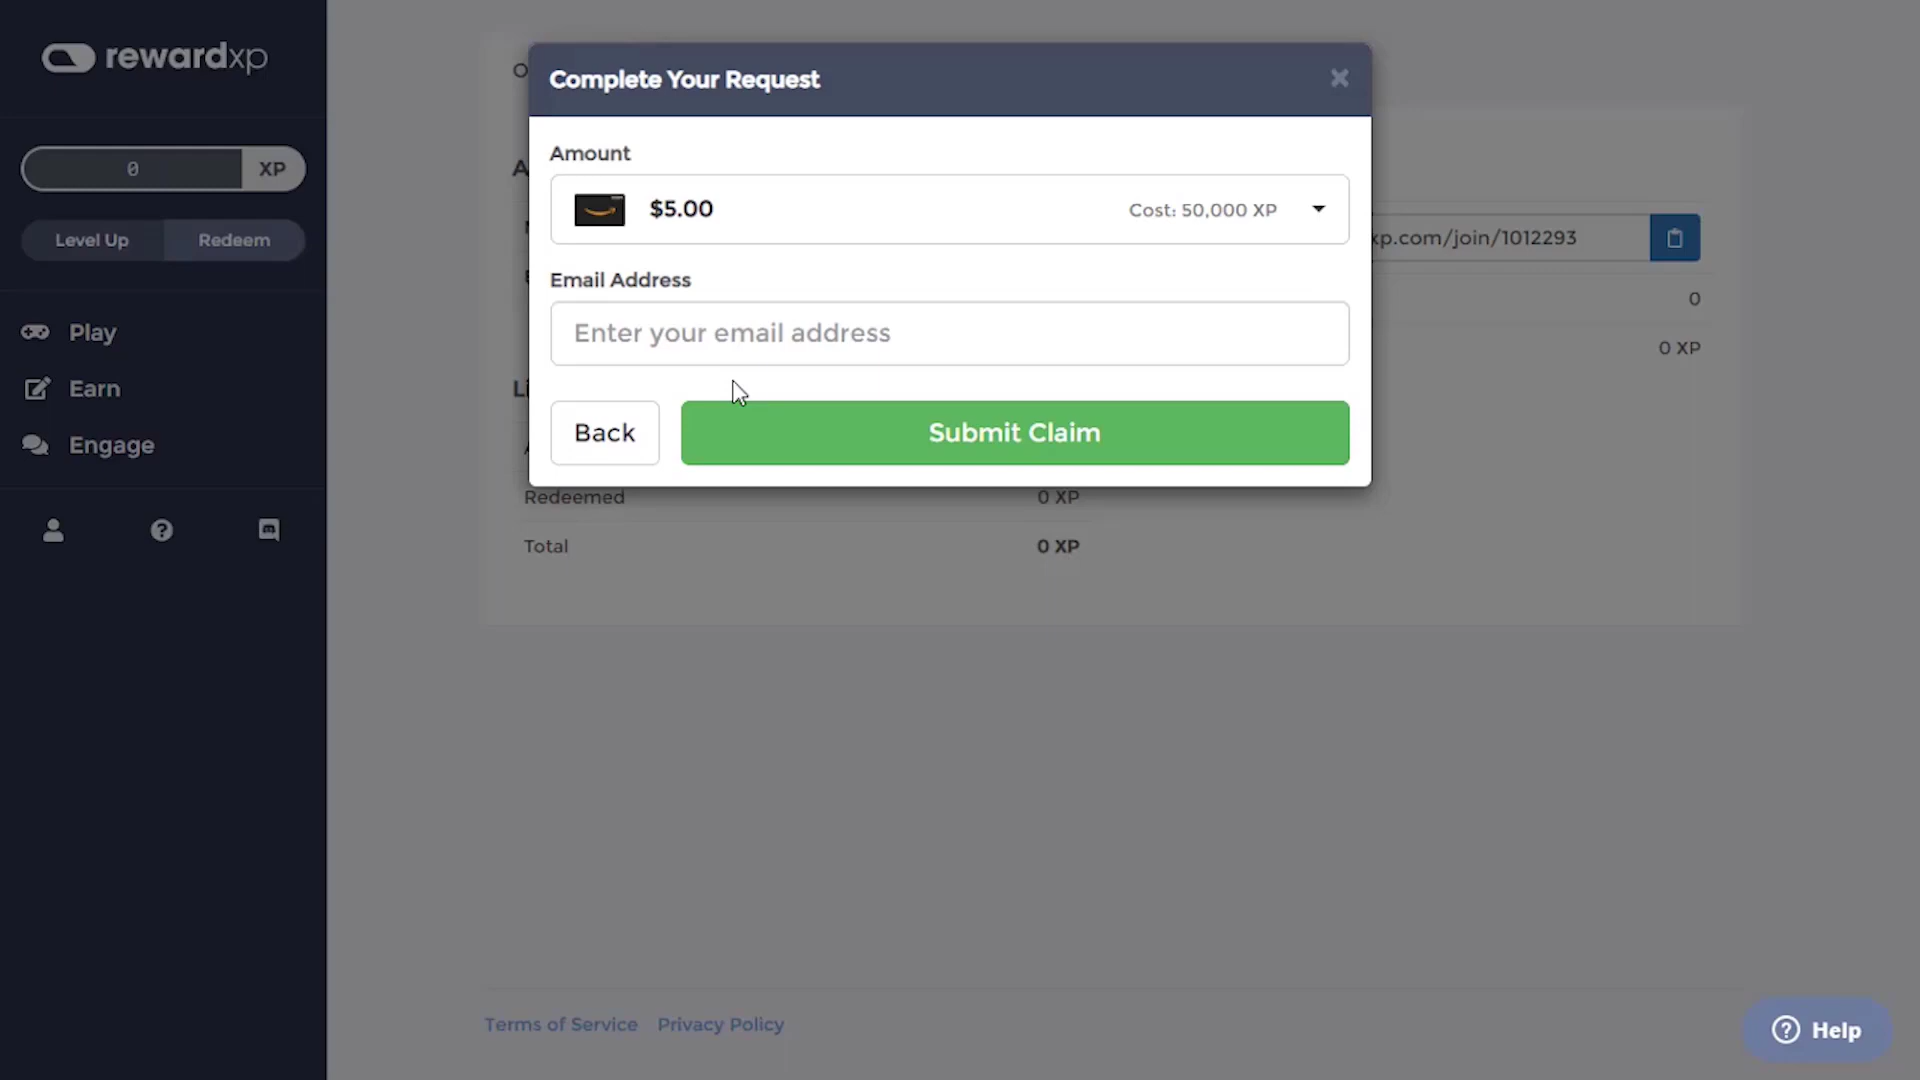 rewardxp
0 XP
Level Up Redeem
Play
Earn
Engage
Complete Your Request
×
Amount
$5.00 Cost: 50,000 XP
Email Address
Enter your email address
Back Submit Claim
xp.com/join/1012293
0
0 XP
Redeemed 0 XP
Total 0 XP
Terms of Service Privacy Policy
Help